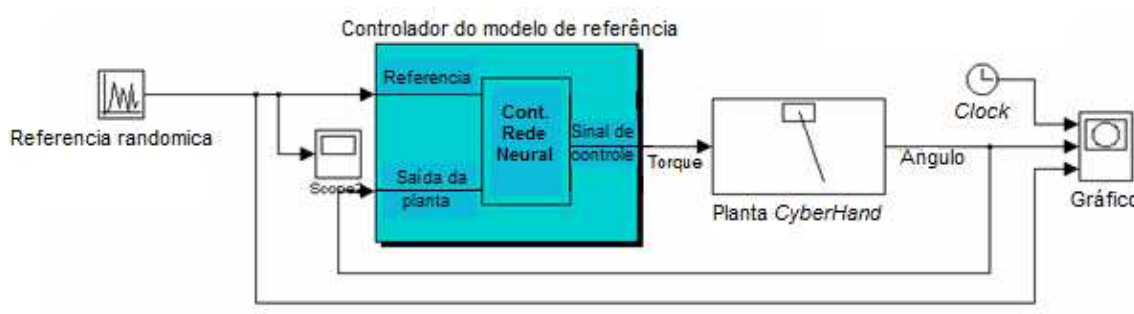 Controlador do modelo de referência
Referencia
Cont.
Rede
Neural
Sinal de
controle
Saída da
planta
Referencia randomica
Scope2
Torque
Planta CyberHand
Angulo
Clock
Gráfico